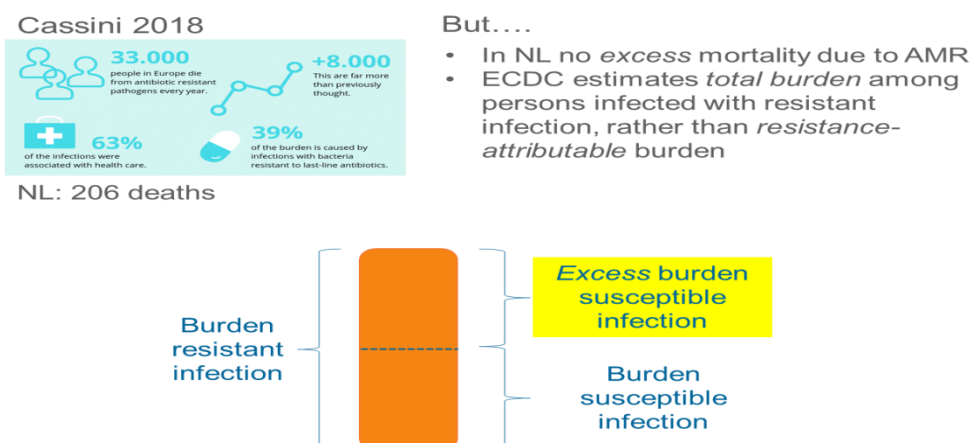 Cassini 2018
33.000
people in Europe die
from antibiotic resistant
pathogens every year.
+8.000
This are far more
than previously
thought.
63%
of the infections were
associated with health care.
39%
of the burden is caused by
infections with bacteria
resistant to last-line antibiotics.
NL: 206 deaths
But....
• In NL no excess mortality due to AMR
• ECDC estimates total burden among
persons infected with resistant
infection, rather than resistance-
attributable burden
Burden
resistant
infection
Excess burden
susceptible
infection
Burden
susceptible
infection